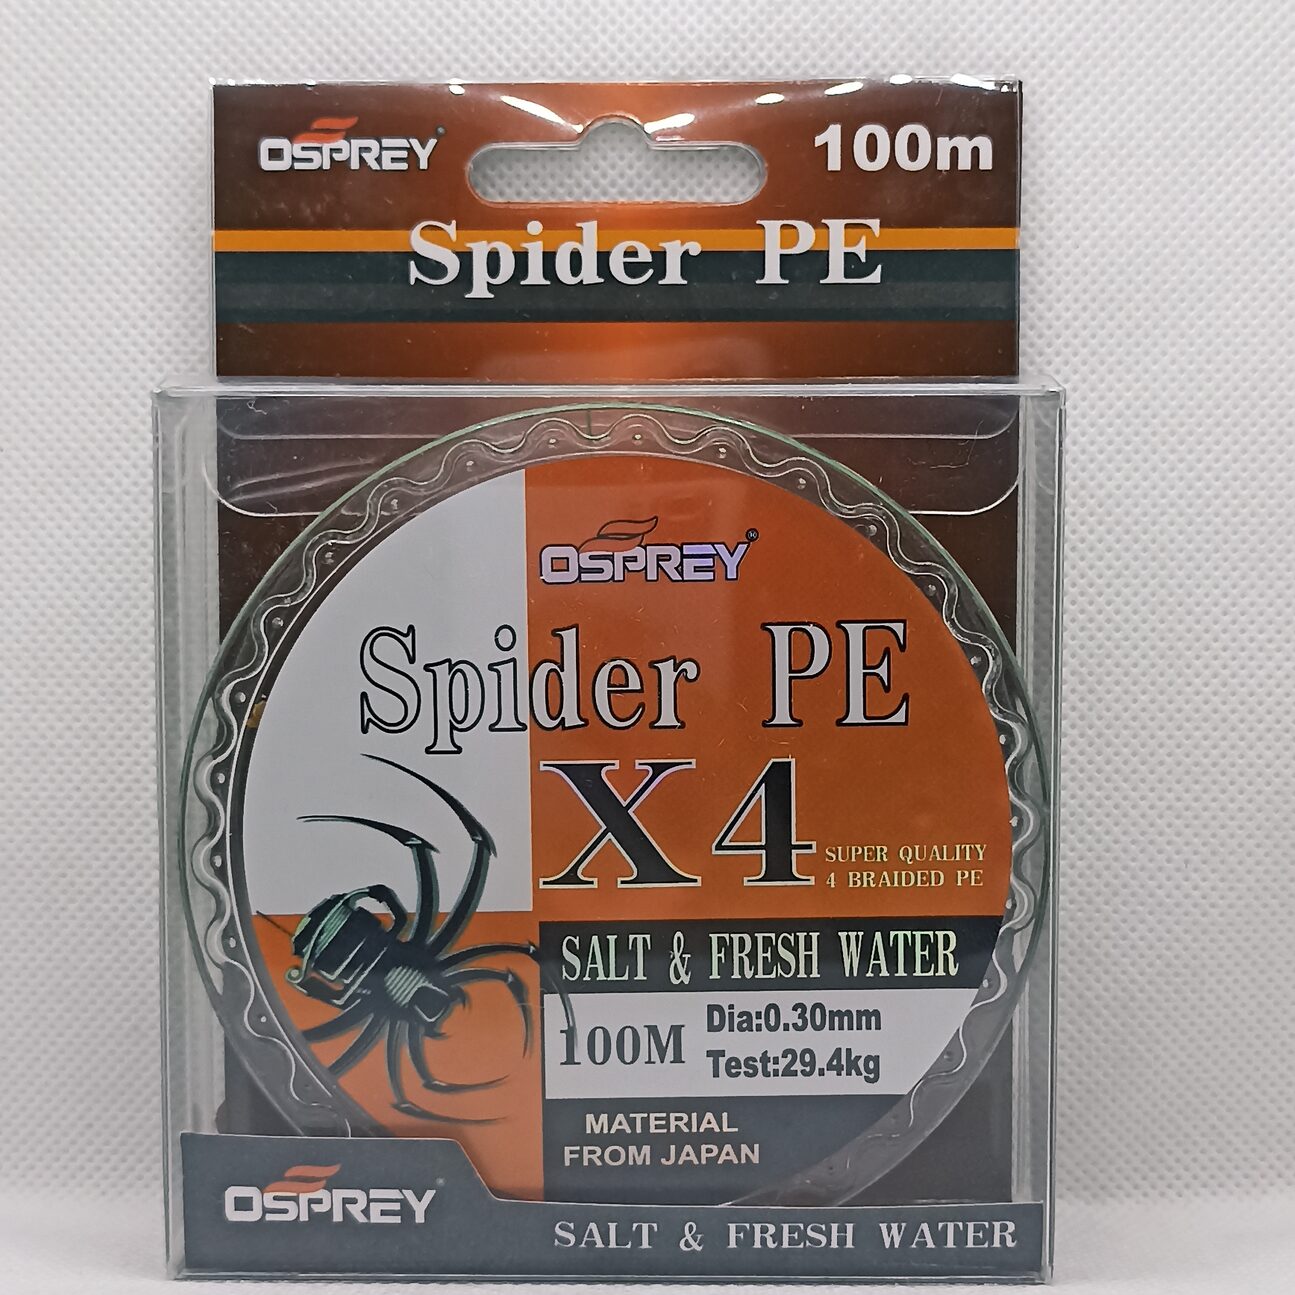 OSPREY®
100m
Spider PE
OSPREY®
Spider PE
X4
SUPER QUALITY
4 BRAIDED PE
SALT & FRESH WATER
100M
Dia:0.30mm
Test:29.4kg
MATERIAL
FROM JAPAN
OSPREY®
SALT & FRESH WATER